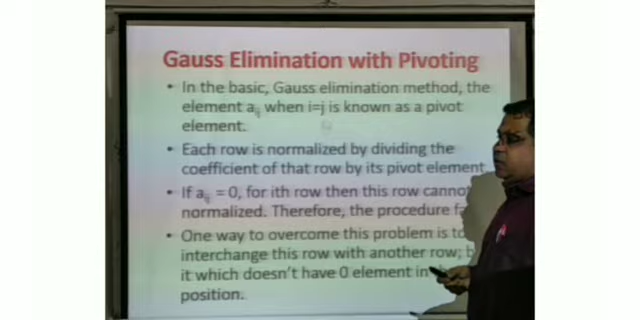 Gauss Elimination with Pivoting
• In the basic, Gauss elimination method, the
element aij when i=j is known as a pivot
element.
• Each row is normalized by dividing the
coefficient of that row by its pivot element
• If aij = 0, for ith row then this row cannot
normalized. Therefore, the procedure
• One way to overcome this problem is to
interchange this row with another row;
it which doesn't have 0 element in
position.